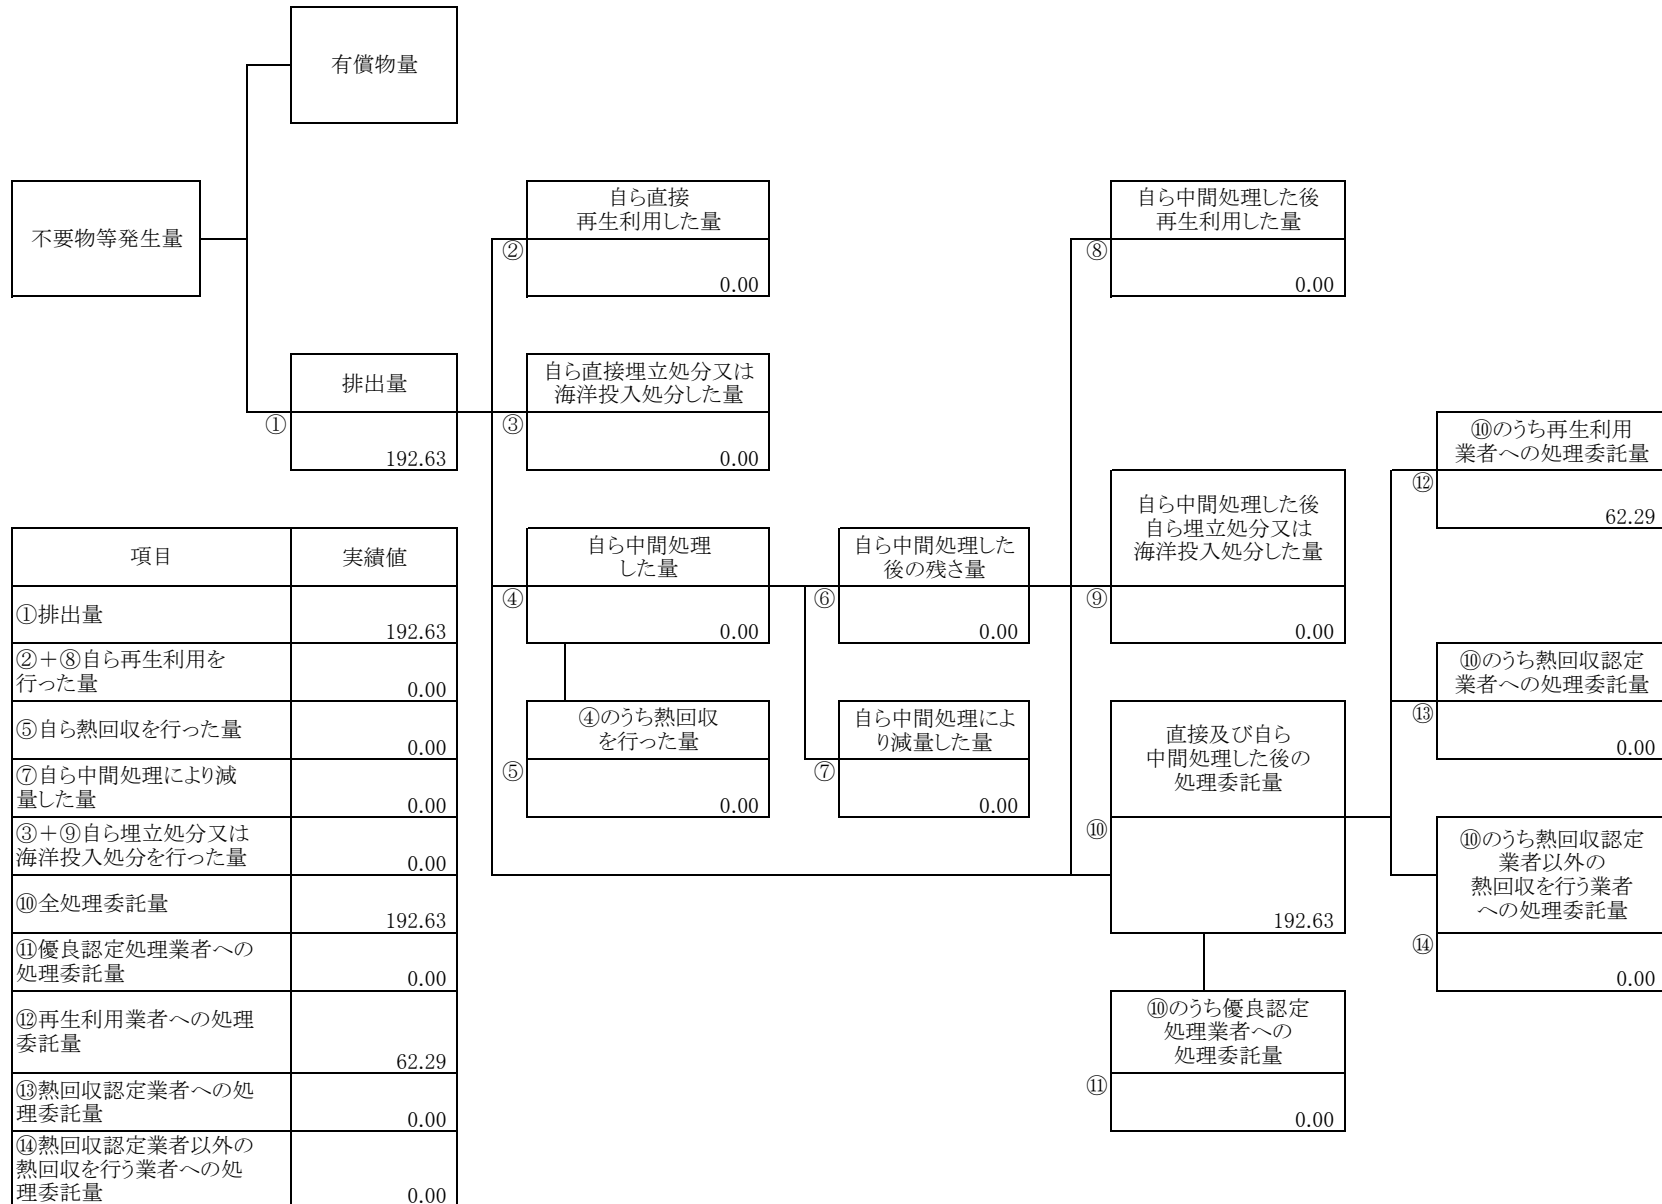 有償物量
不要物等発生量
自ら直接
再生利用した量
②
0.00
自ら中間処理した後
再生利用した量
⑧
0.00
排出量
①
192.63
自ら直接埋立処分又は
海洋投入処分した量
③
0.00
⑩のうち再生利用
業者への処理委託量
⑫
62.29
自ら中間処理
した量
④
0.00
自ら中間処理した
後の残さ量
⑥
0.00
自ら中間処理した後
自ら埋立処分又は
海洋投入処分した量
⑨
0.00
⑩のうち熱回収認定
業者への処理委託量
⑬
0.00
④のうち熱回収
を行った量
⑤
0.00
自ら中間処理によ
り減量した量
⑦
0.00
直接及び自ら
中間処理した後の
処理委託量
⑩
192.63
⑩のうち熱回収認定
業者以外の
熱回収を行う業者
への処理委託量
⑭
0.00
⑩のうち優良認定
処理業者への
処理委託量
⑪
0.00
項目 実績値
①排出量
192.63
②+⑧自ら再生利用を
行った量
0.00
⑤自ら熱回収を行った量
0.00
⑦自ら中間処理により減
量した量
0.00
③+⑨自ら埋立処分又は
海洋投入処分を行った量
0.00
⑩全処理委託量
192.63
⑪優良認定処理業者への
処理委託量
0.00
⑫再生利用業者への処理
委託量
62.29
⑬熱回収認定業者への処
理委託量
0.00
⑭熱回収認定業者以外の
熱回収を行う業者への処
理委託量
0.00